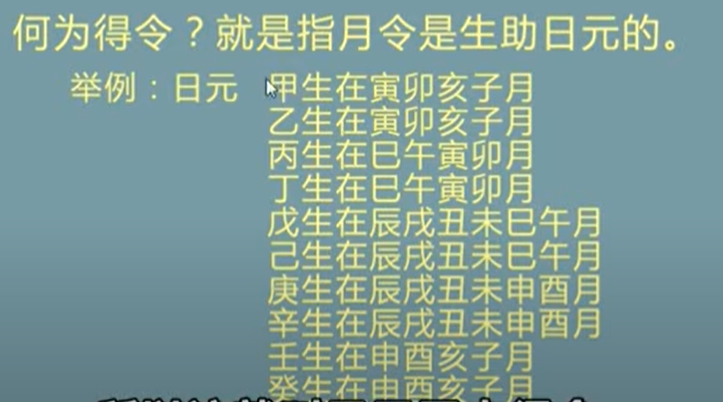 何为得令？就是指月令是生助日元的。
举例：日元 甲生在寅卯亥子月
乙生在寅卯亥子月
丙生在巳午寅卯月
丁生在巳午寅卯月
戊生在辰戌丑未巳午月
己生在辰戌丑未巳午月
庚生在辰戌丑未申酉月
辛生在辰戌丑未申酉月
壬生在申酉亥子月
癸生在申酉亥子月